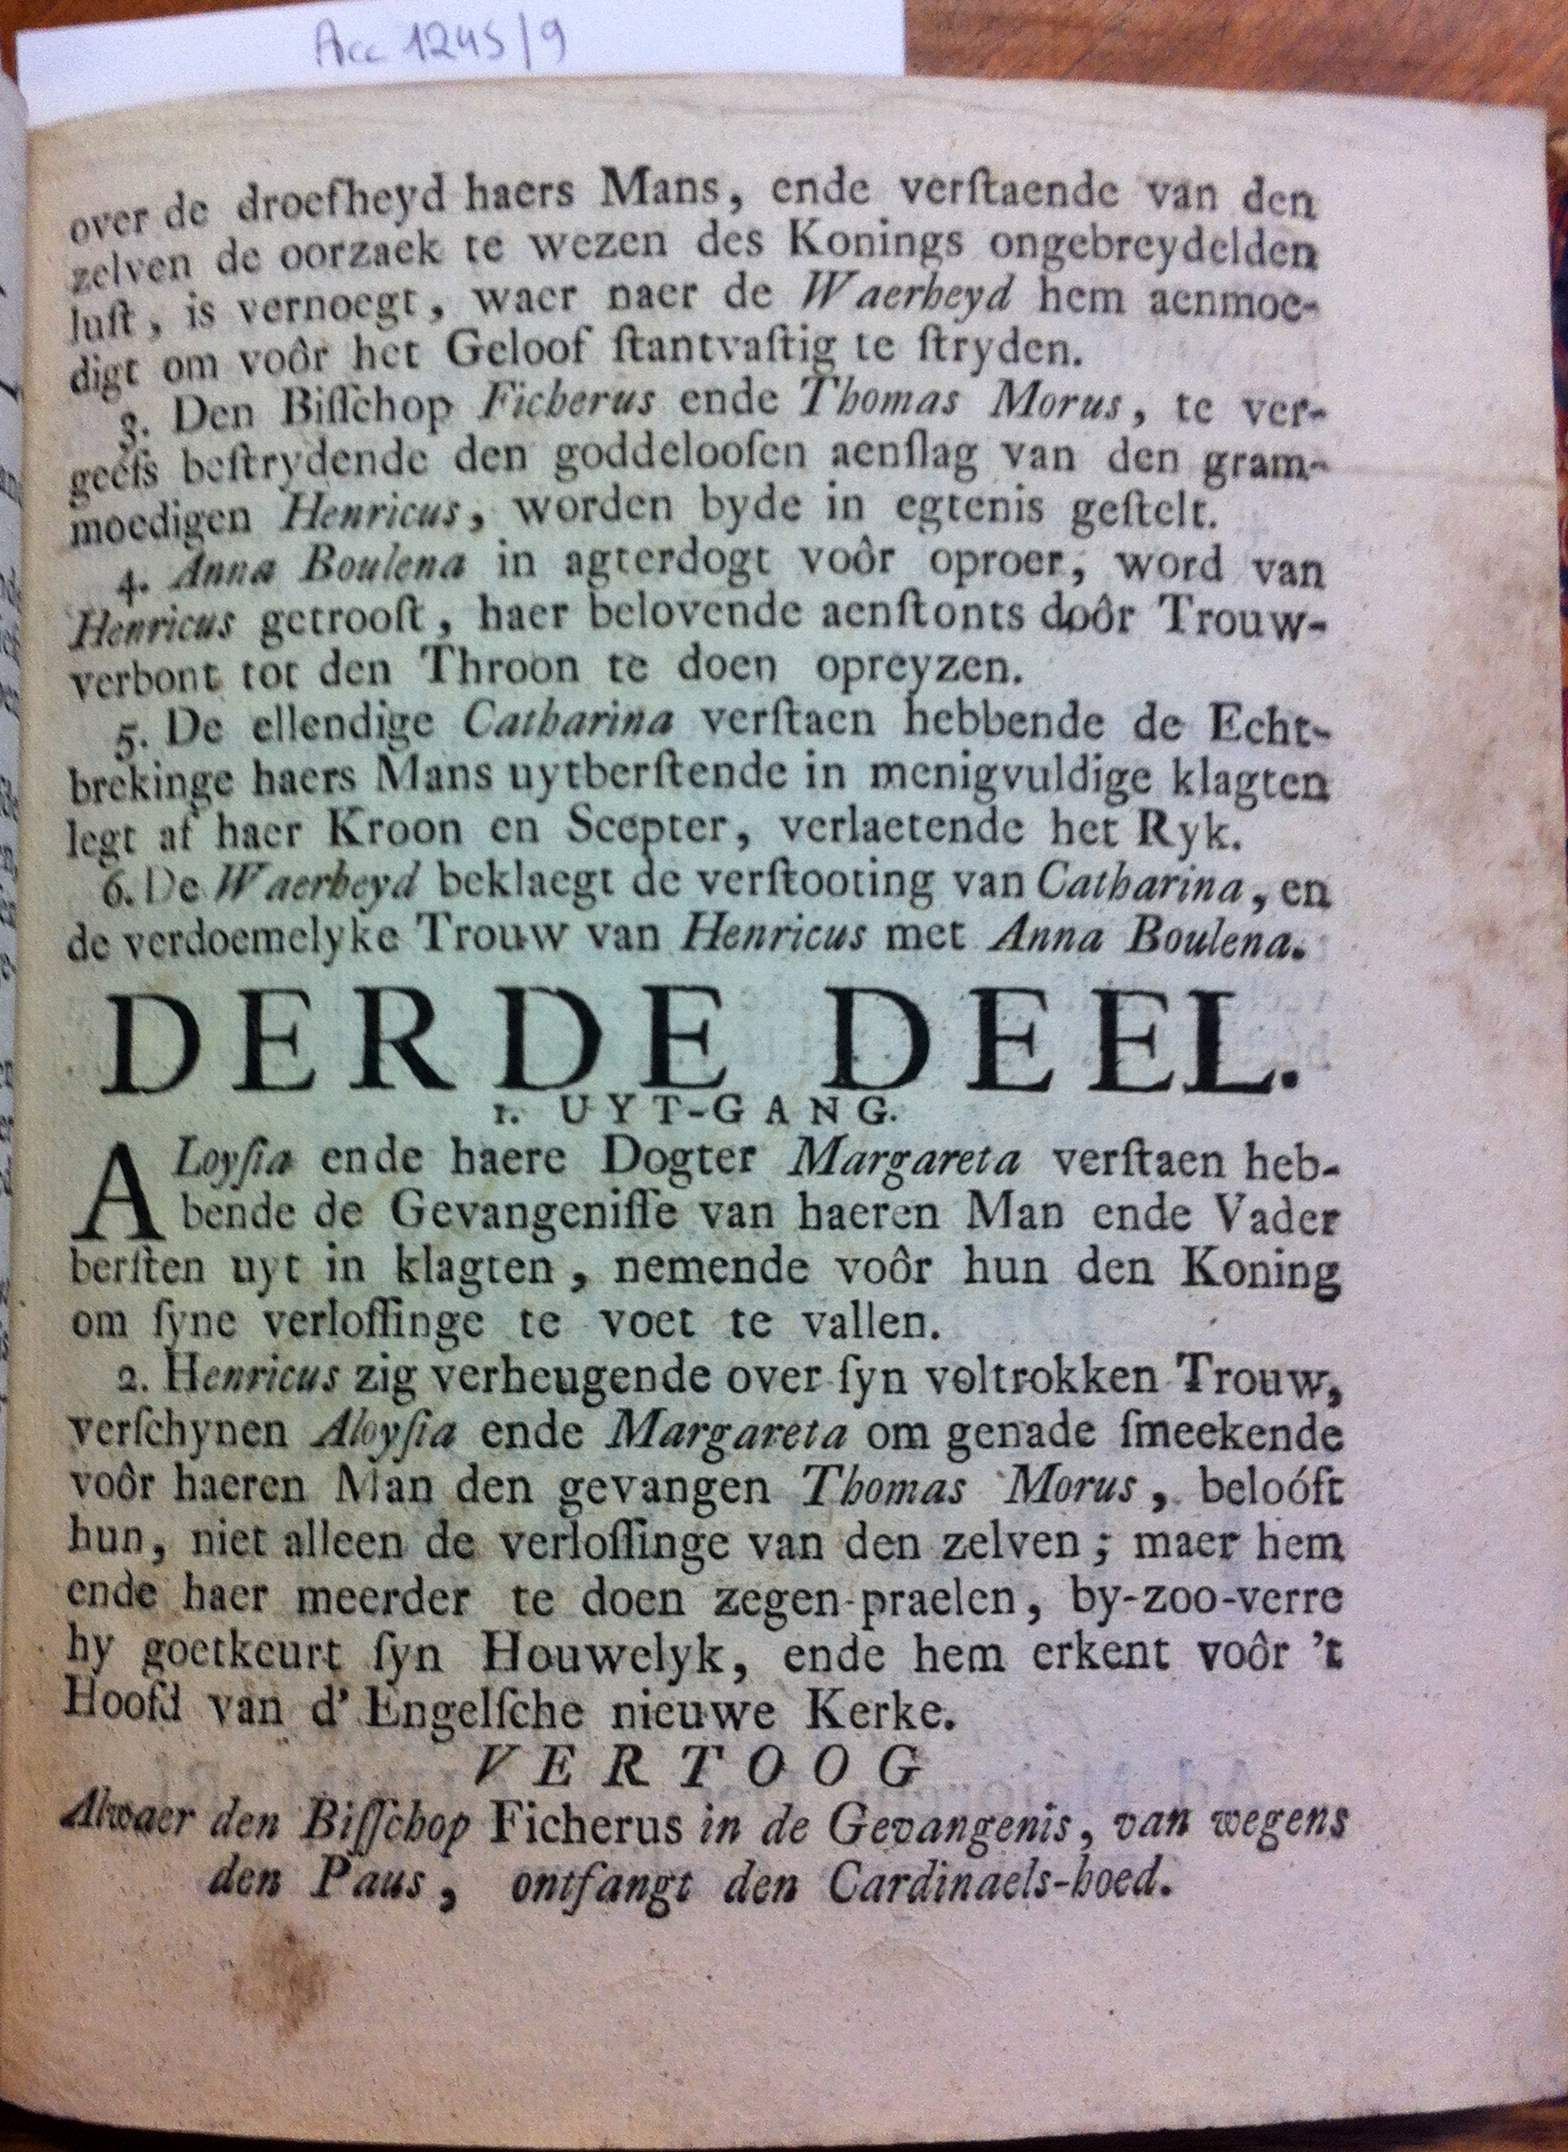 Acc 1245/9
over de droefheyd haers Mans, ende verſtaende van den
zelven de oorzaek te wezen des Konings ongebreydelden
luſt, is vernoegt, waer naer de Waerheyd hem aenmoe-
digt om voôr het Geloof ſtantvaſtig te ſtryden.
3. Den Biſſchop Ficherus ende Thomas Morus, te ver-
geefs beſtrydende den goddelooſen aenſlag van den gram-
moedigen Henricus, worden byde in egtenis geſtelt.
4. Anna Boulena in agterdogt voôr oproer, word van
Henricus getrooſt, haer belovende aenſtonts doôr Trouw-
verbont tot den Throon te doen opreyzen.
5. De ellendige Catharina verſtaen hebbende de Echt-
brekinge haers Mans uytberſtende in menigvuldige klagten
legt af haer Kroon en Scepter, verlaetende het Ryk.
6. De Waerheyd beklaegt de verſtooting van Catharina, en
de verdoemelyke Trouw van Henricus met Anna Boulena.
DERDE DEEL.
1. UYT-GANG.
ALoyſia ende haere Dogter Margareta verſtaen heb-
bende de Gevangeniſſe van haeren Man ende Vader
berſten uyt in klagten, nemende voôr hun den Koning
om ſyne verloſſinge te voet te vallen.
2. Henricus zig verheugende over ſyn voltrokken Trouw,
verſchynen Aloyſia ende Margareta om genade ſmeekende
voôr haeren Man den gevangen Thomas Morus, beloóft
hun, niet alleen de verloſſinge van den zelven; maer hem
ende haer meerder te doen zegen-praelen, by-zoo-verre
hy goetkeurt ſyn Houwelyk, ende hem erkent voôr 't
Hoofd van d' Engelſche nieuwe Kerke.
VERTOOG
Alwaer den Biſſchop Ficherus in de Gevangenis, van wegens
den Paus, ontfangt den Cardinaels-hoed.